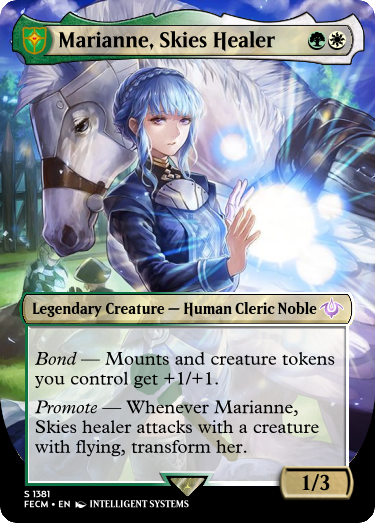 Marianne, Skies Healer
Legendary Creature — Human Cleric Noble
Bond — Mounts and creature tokens
you control get +1/+1.
Promote — Whenever Marianne,
Skies healer attacks with a creature
with flying, transform her.
1/3
S 1381
FECM • EN INTELLIGENT SYSTEMS